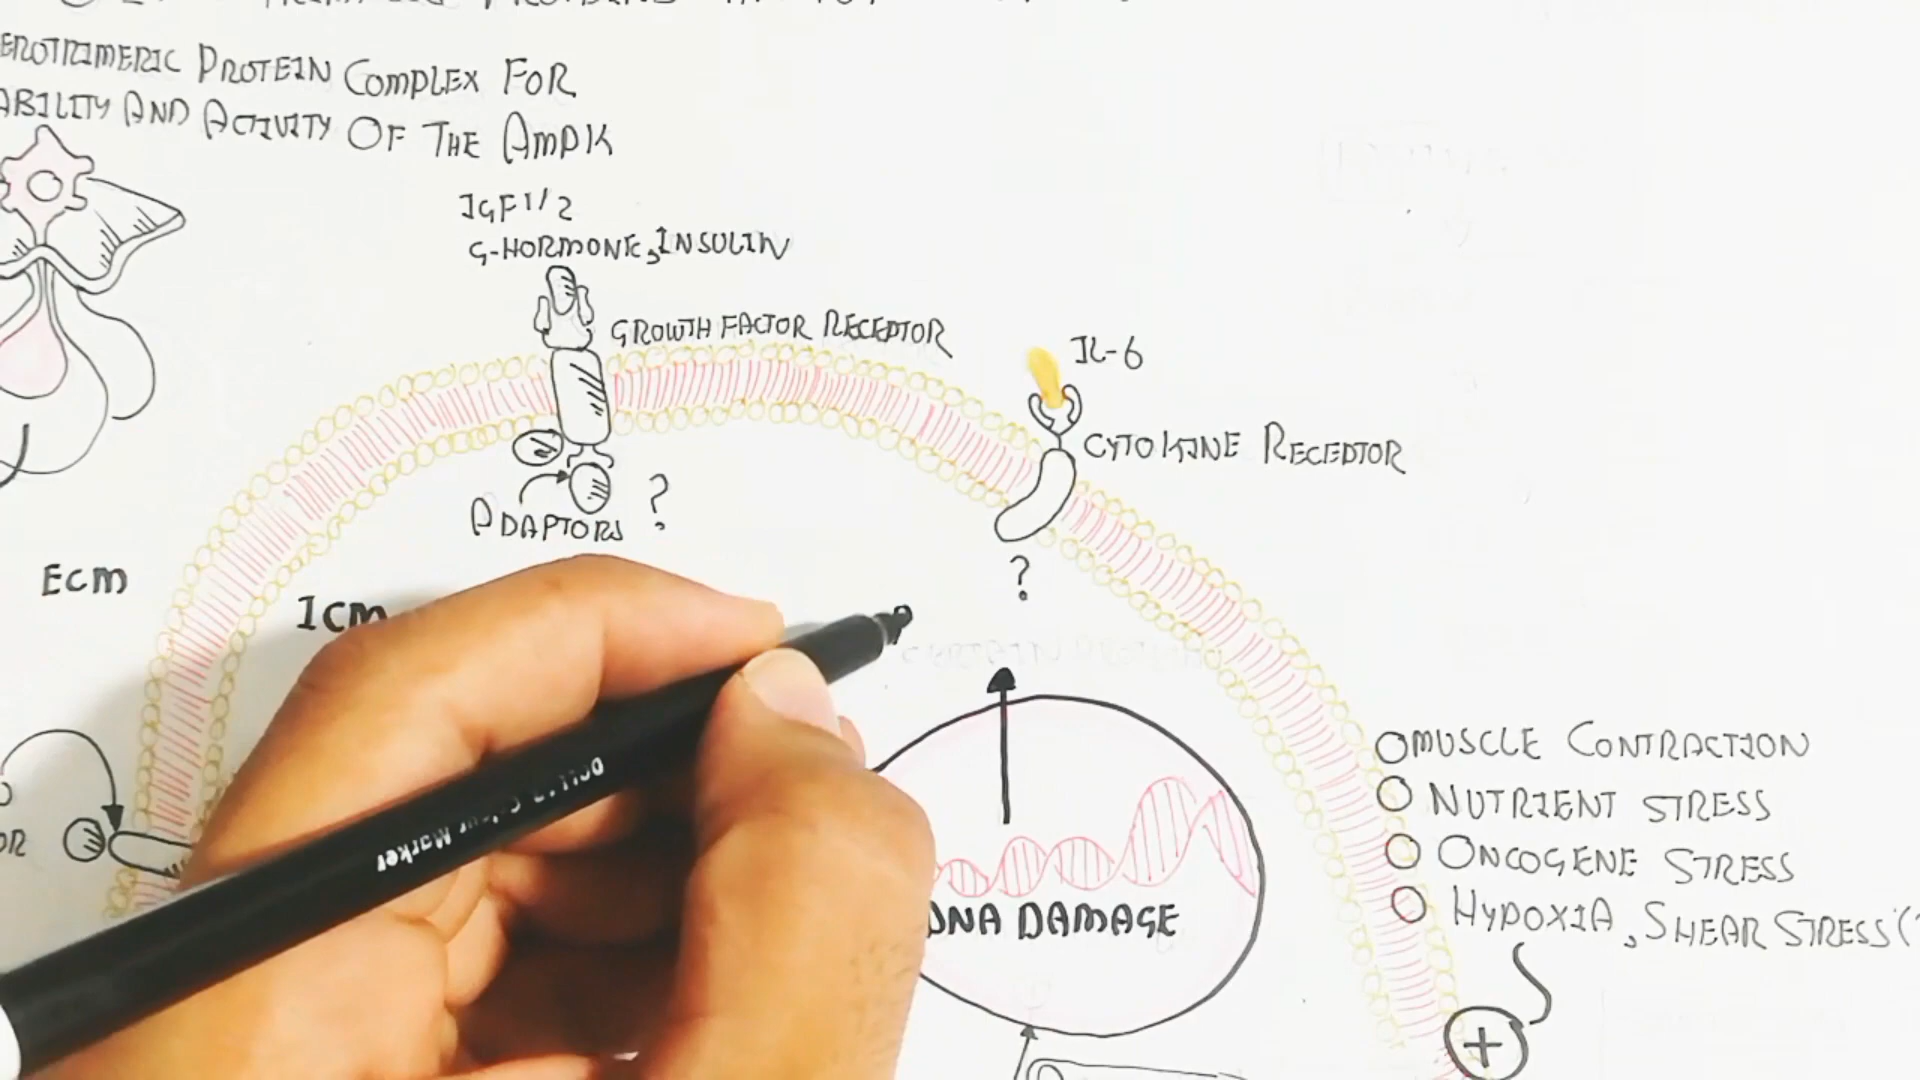 EROTRIMERIC PROTEIN COMPLEX FOR
ABILITY AND ACTIVITY OF THE AMPK
IGF1/2
G-HORMONE, INSULIN
GROWTH FACTOR RECEPTOR
IL-6
CYTOKINE RECEPTOR
ADAPTORS ?
?
ECM
ICM
OR
MUSCLE CONTRACTION
NUTRIENT STRESS
ONCOGENE STRESS
HYPOXIA, SHEAR STRESS (
DNA DAMAGE
+
Marker